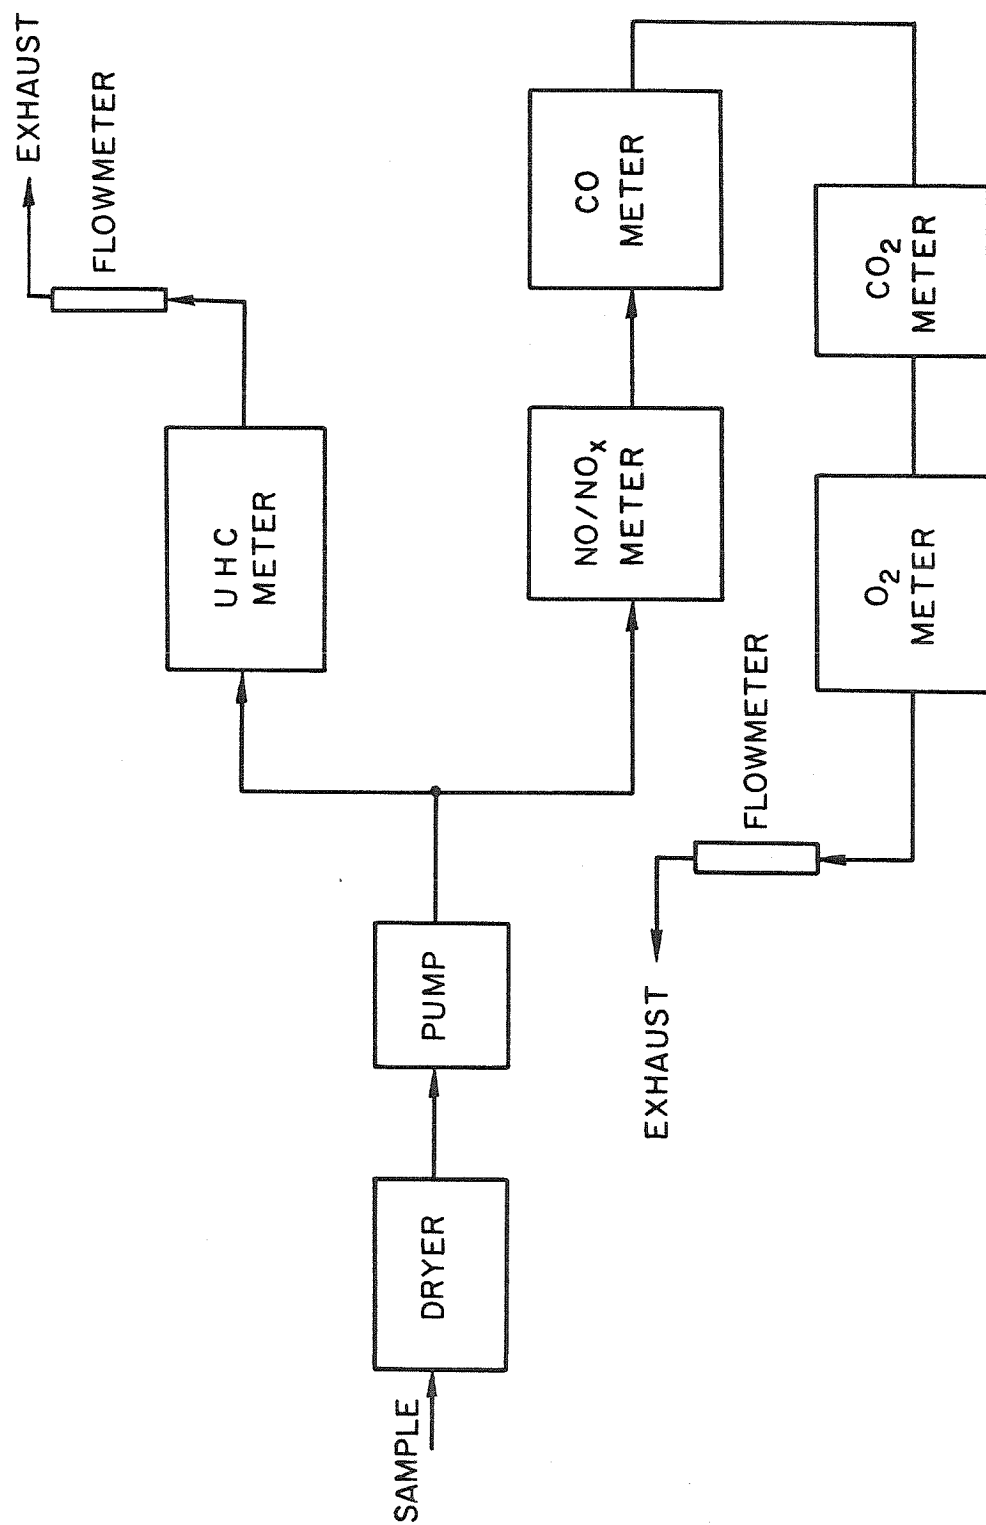 SAMPLE
DRYER
PUMP
UHC
METER
FLOWMETER
EXHAUST
NO/NOx
METER
CO
METER
CO2
METER
O2
METER
FLOWMETER
EXHAUST